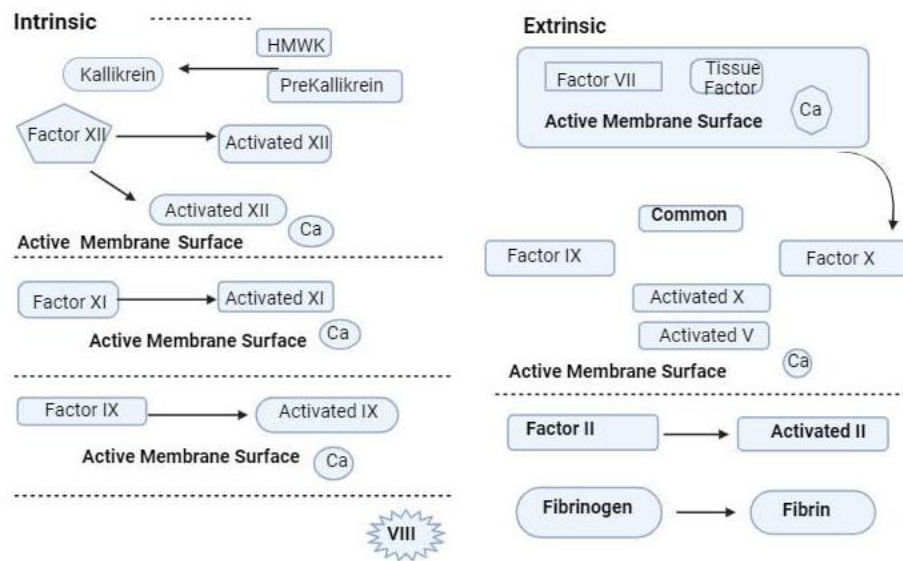 Intrinsic
HMWK
Kallikrein
PreKallikrein
Factor XII
Activated XII
Activated XII
Ca
Active Membrane Surface
Factor XI
Activated XI
Ca
Active Membrane Surface
Factor IX
Activated IX
Active Membrane Surface
Ca
VIII
Extrinsic
Factor VII
Tissue
Factor
Ca
Active Membrane Surface
Common
Factor IX
Factor X
Activated X
Activated V
Ca
Active Membrane Surface
Factor II
Activated II
Fibrinogen
Fibrin